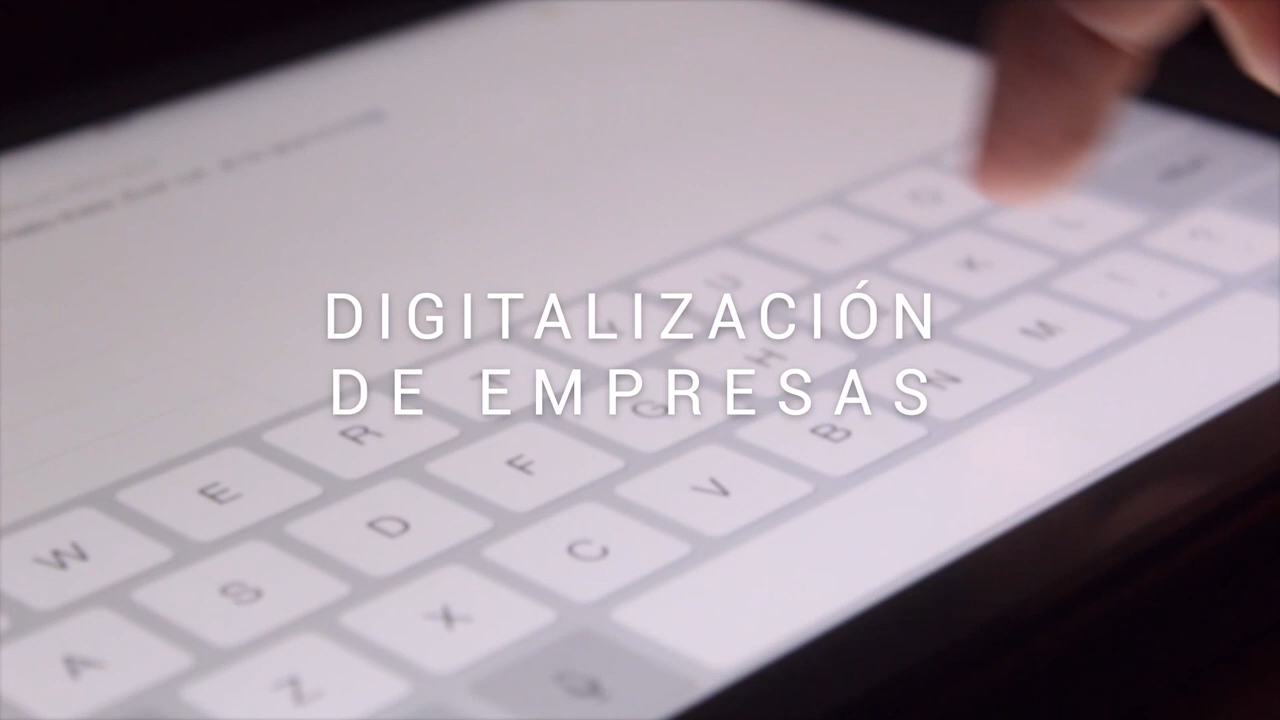 DIGITALIZACIÓN
DE EMPRESAS
U
I
O
H
K
L
G
B
N
M
R
F
V
E
D
C
W
S
X
A
Z